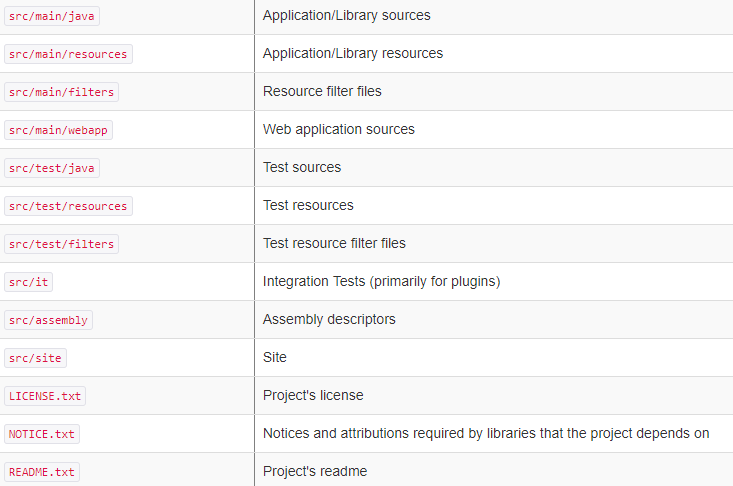 src/main/java Application/Library sources
src/main/resources Application/Library resources
src/main/filters Resource filter files
src/main/webapp Web application sources
src/test/java Test sources
src/test/resources Test resources
src/test/filters Test resource filter files
src/it Integration Tests (primarily for plugins)
src/assembly Assembly descriptors
src/site Site
LICENSE.txt Project's license
NOTICE.txt Notices and attributions required by libraries that the project depends on
README.txt Project's readme